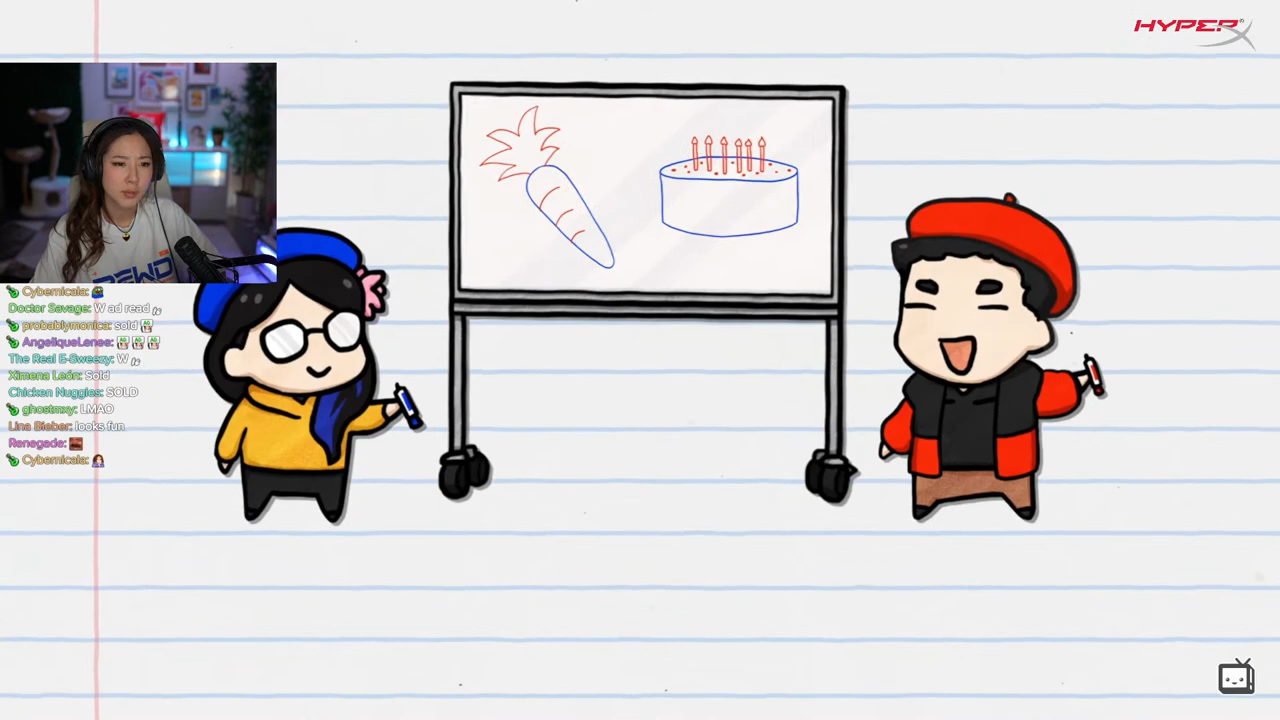 HYPERX
Cybernicala:
Doctor Savage: W ad read
probablymonica: sold
AngeliqueLenee:
The Real E-Sweezy: W
Ximena León: Sold
Chicken Nuggies: SOLD
ghostmxy: LMAO
Lina Bieber: looks fun
Renegade:
Cybernicala: